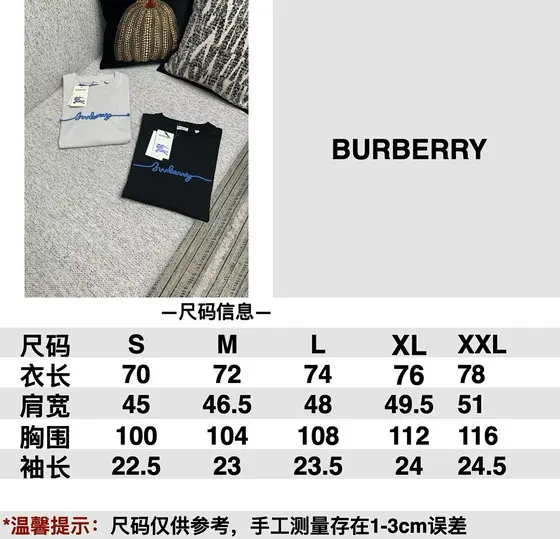 Burberry
Burberry
BURBERRY
—尺码信息—
尺码 S M L XL XXL
衣长 70 72 74 76 78
肩宽 45 46.5 48 49.5 51
胸围 100 104 108 112 116
袖长 22.5 23 23.5 24 24.5
*温馨提示：尺码仅供参考，手工测量存在1-3cm误差